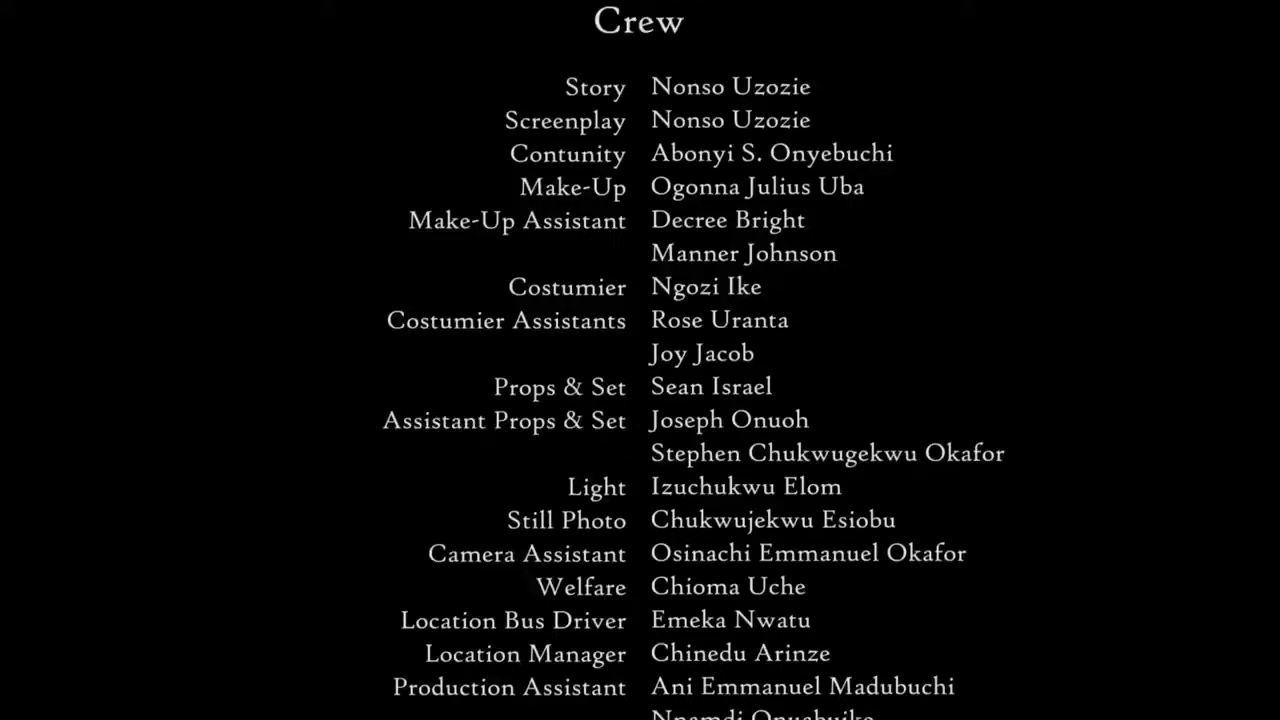 Crew
Story Nonso Uzozie
Screenplay Nonso Uzozie
Contunity Abonyi S. Onyebuchi
Make-Up Ogonna Julius Uba
Make-Up Assistant Decree Bright
Manner Johnson
Costumier Ngozi Ike
Costumier Assistants Rose Uranta
Joy Jacob
Props & Set Sean Israel
Assistant Props & Set Joseph Onuoh
Stephen Chukwugekwu Okafor
Light Izuchukwu Elom
Still Photo Chukwujekwu Esiobu
Camera Assistant Osinachi Emmanuel Okafor
Welfare Chioma Uche
Location Bus Driver Emeka Nwatu
Location Manager Chinedu Arinze
Production Assistant Ani Emmanuel Madubuchi